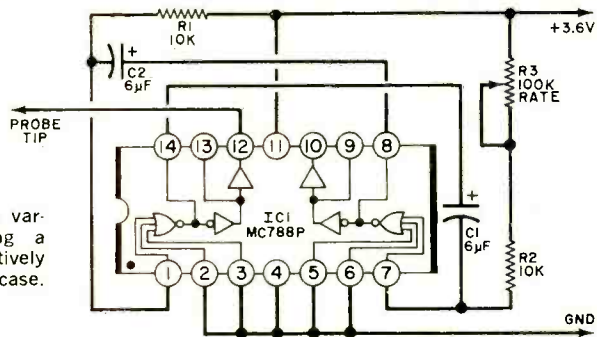 R1
10K
+3.6V
+
C2
6µF
R3
100K
RATE
PROBE
TIP
14
13
12
11
10
9
8
+
C1
6µF
IC1
MC788P
var-
ng a
tively
case.
R2
10K
1
2
3
4
5
6
7
GND